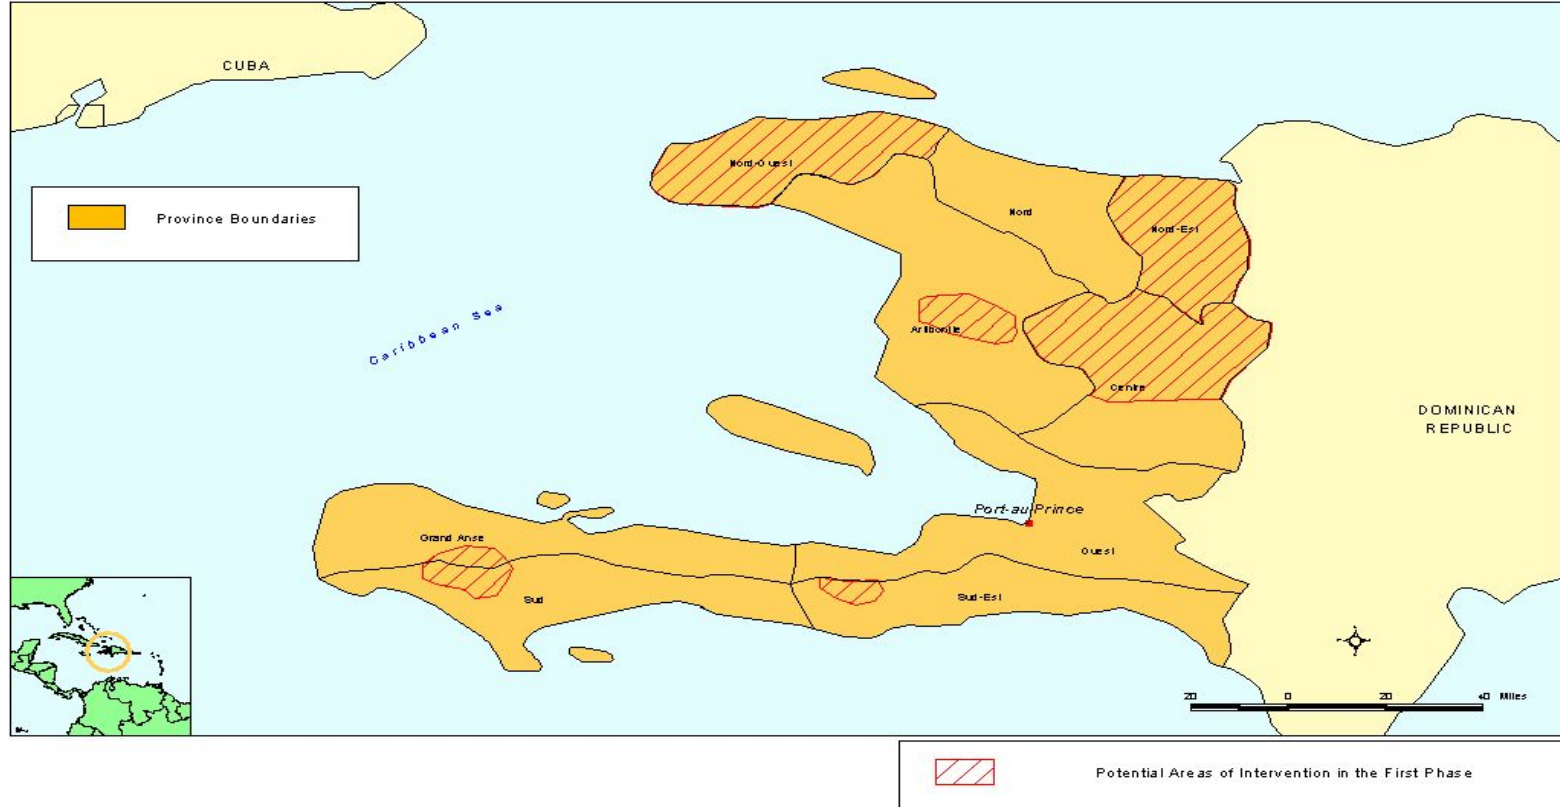 CUBA
Province Boundaries
Nord-Ouest
Nord
Nord-Est
Caribbean Sea
Artibonite
Centre
DOMINICAN
REPUBLIC
Port-au-Prince
Grand Anse
Ouest
Sud
Sud-Est
20 0 20 40 Miles
Potential Areas of Intervention in the First Phase